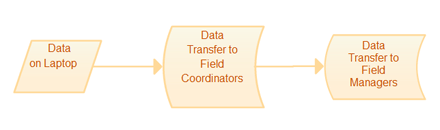 Data
on Laptop
Data
Transfer to
Field
Coordinators
Data
Transfer to
Field
Managers